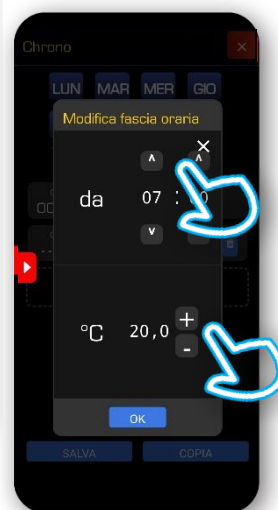 Chrono ×
LUN MAR MER GIO
Modifica fascia oraria
×
^ ^
da 07 :
v
°C 20,0 +
-
OK
SALVA COPIA